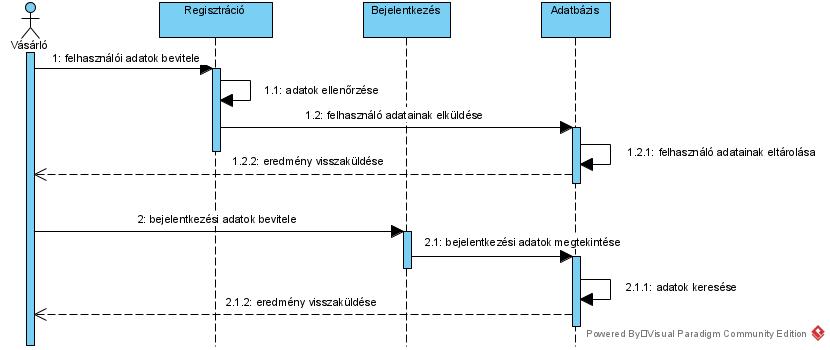 Regisztráció
Bejelentkezés
Adatbázis
Vásárló
1: felhasználói adatok bevitele
1.1: adatok ellenőrzése
1.2: felhasználó adatainak elküldése
1.2.1: felhasználó adatainak eltárolása
1.2.2: eredmény visszaküldése
2: bejelentkezési adatok bevitele
2.1: bejelentkezési adatok megtekintése
2.1.1: adatok keresése
2.1.2: eredmény visszaküldése
Powered By□Visual Paradigm Community Edition